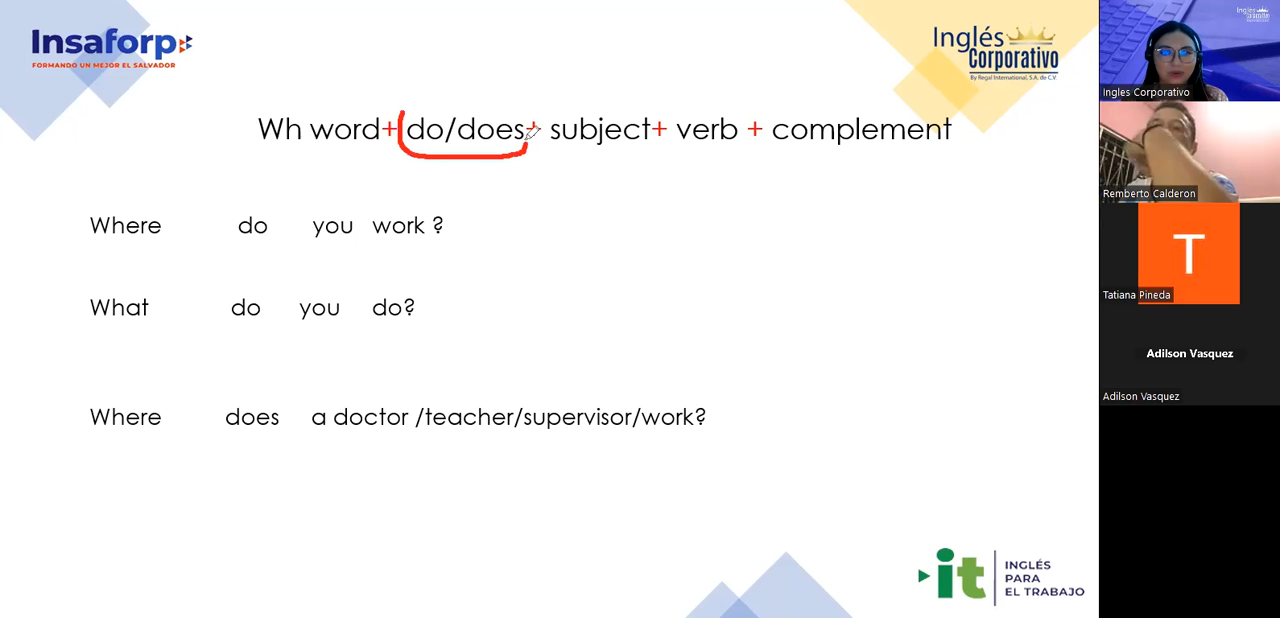 Insaforp
FORMANDO UN MEJOR EL SALVADOR
Inglés
Corporativo
By Regal International, S.A. de C.V.
Wh word+ do/does+ subject+ verb + complement
Where do you work ?
What do you do?
Where does a doctor /teacher/supervisor/work?
it
INGLÉS
PARA
EL TRABAJO
Ingles Corporativo
Remberto Calderon
T
Tatiana Pineda
Adilson Vasquez
Adilson Vasquez